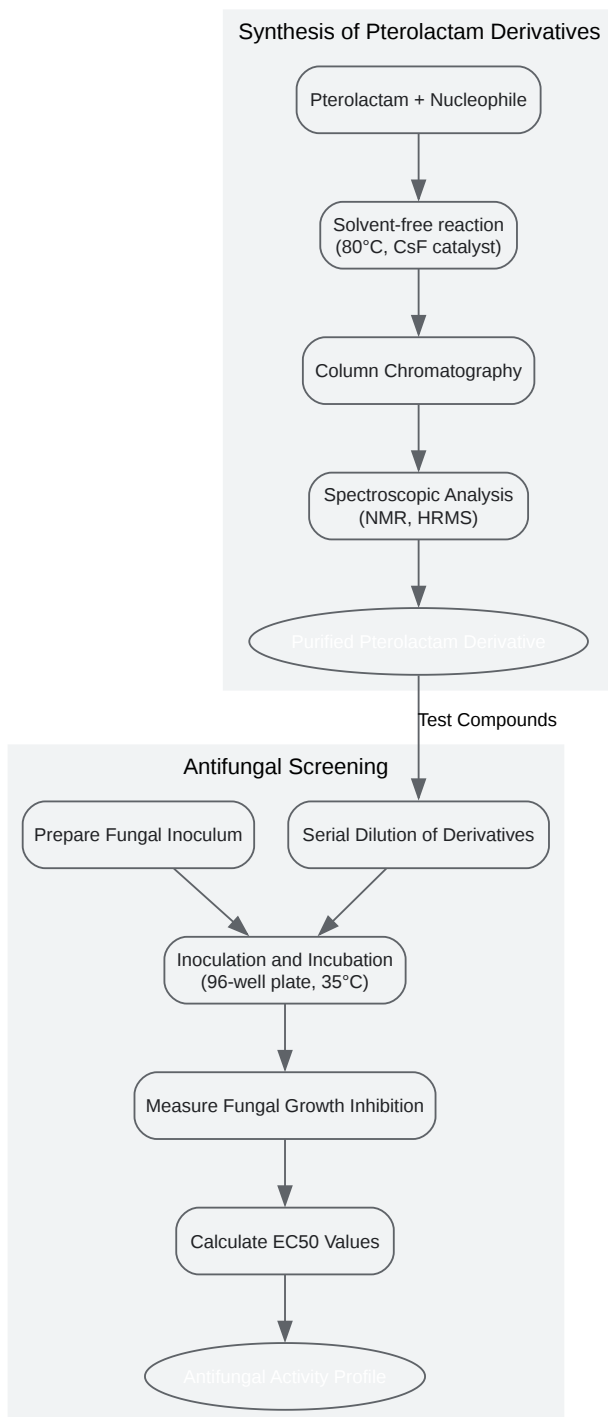 Synthesis of Pterolactam Derivatives
Pterolactam + Nucleophile
Solvent-free reaction
(80°C, CsF catalyst)
Column Chromatography
Spectroscopic Analysis
(NMR, HRMS)
Purified Pterolactam Derivative
Test Compounds
Antifungal Screening
Prepare Fungal Inoculum
Serial Dilution of Derivatives
Inoculation and Incubation
(96-well plate, 35°C)
Measure Fungal Growth Inhibition
Calculate EC50 Values
Antifungal Activity Profile